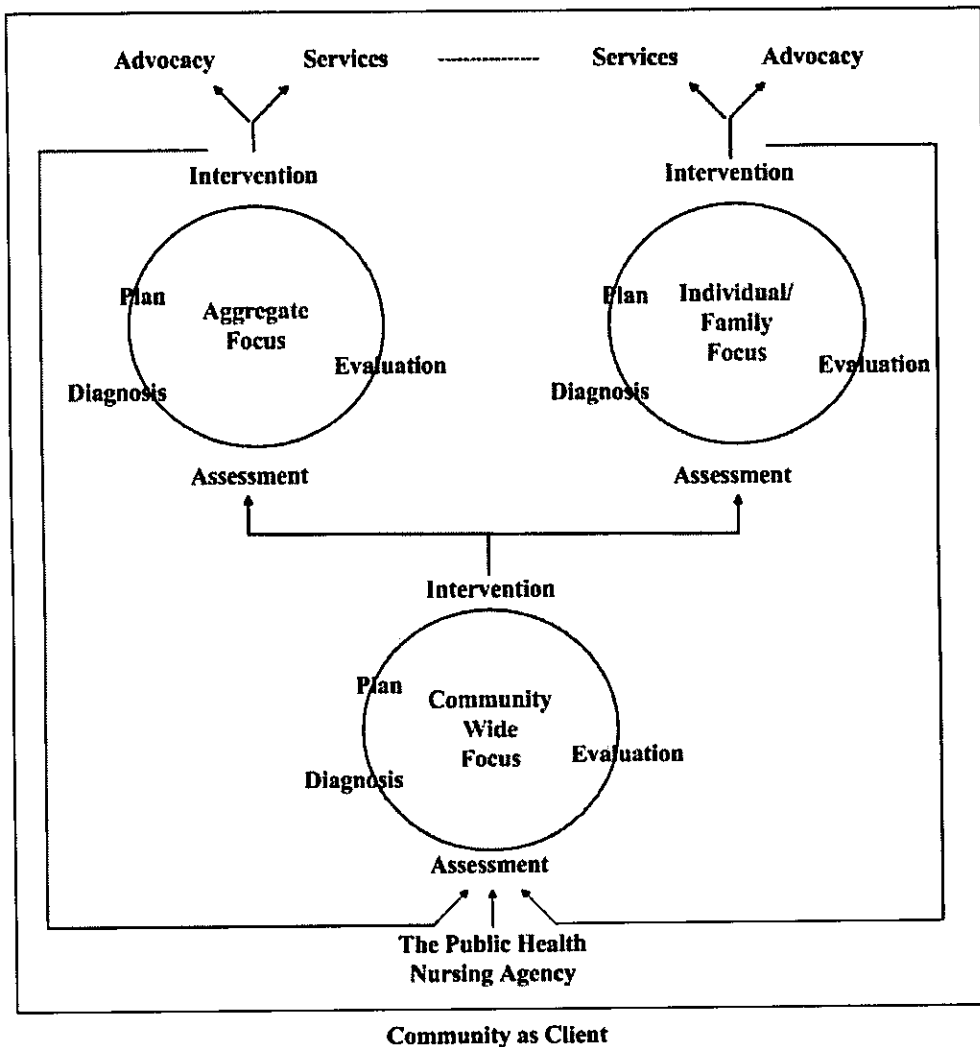 Advocacy Services ---------- Services Advocacy
Intervention
Intervention
Plan
Aggregate
Focus
Evaluation
Diagnosis
Assessment
Plan
Individual/
Family
Focus
Evaluation
Diagnosis
Assessment
Intervention
Plan
Community
Wide
Focus
Evaluation
Diagnosis
Assessment
The Public Health
Nursing Agency
Community as Client